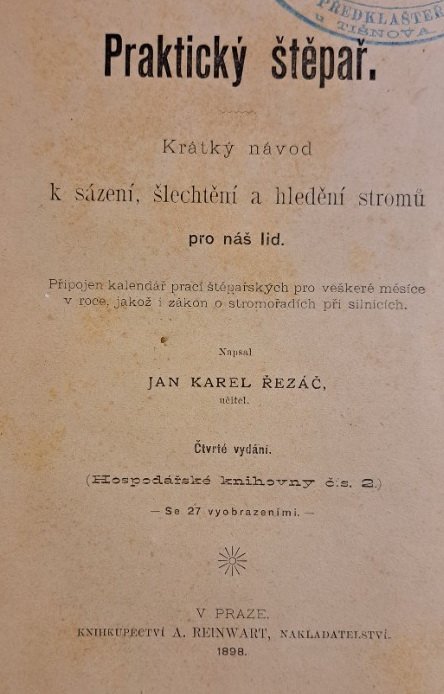 PŘEDKLÁŠTEŘ
u TIŠNOVA
Praktický štěpař.
Krátký návod
k sázení, šlechtění a hledění stromů
pro náš lid.
Připojen kalendář prací štěpařských pro veškeré měsíce
v roce, jakož i zákon o stromořadích při silnicích.
Napsal
JAN KAREL ŘEZÁČ,
učitel.
Čtvrté vydání.
(Hospodářské knihovny čís. 2.)
— Se 27 vyobrazeními. —
V PRAZE.
KNIHKUPECTVÍ A. REINWART, NAKLADATELSTVÍ.
1898.